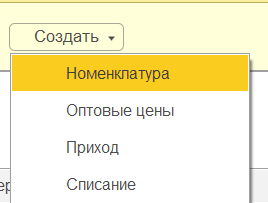 Создать
Номенклатура
Оптовые цены
Приход
Списание